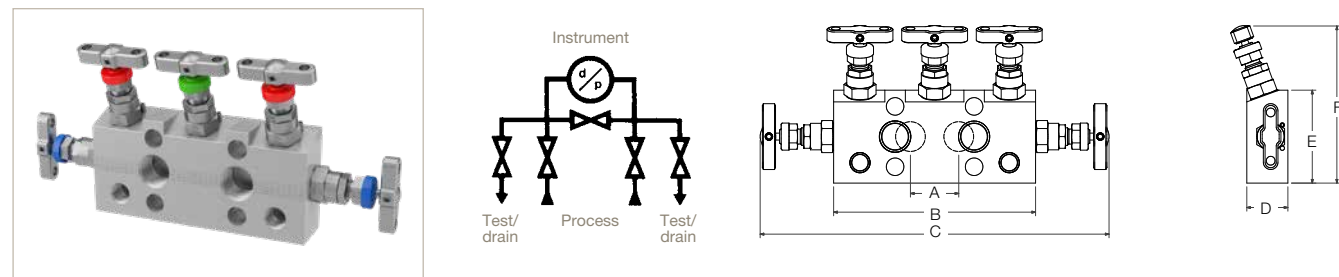 Instrument
d/p
Test/
drain
Process
Test/
drain
A
B
C
D
E
F